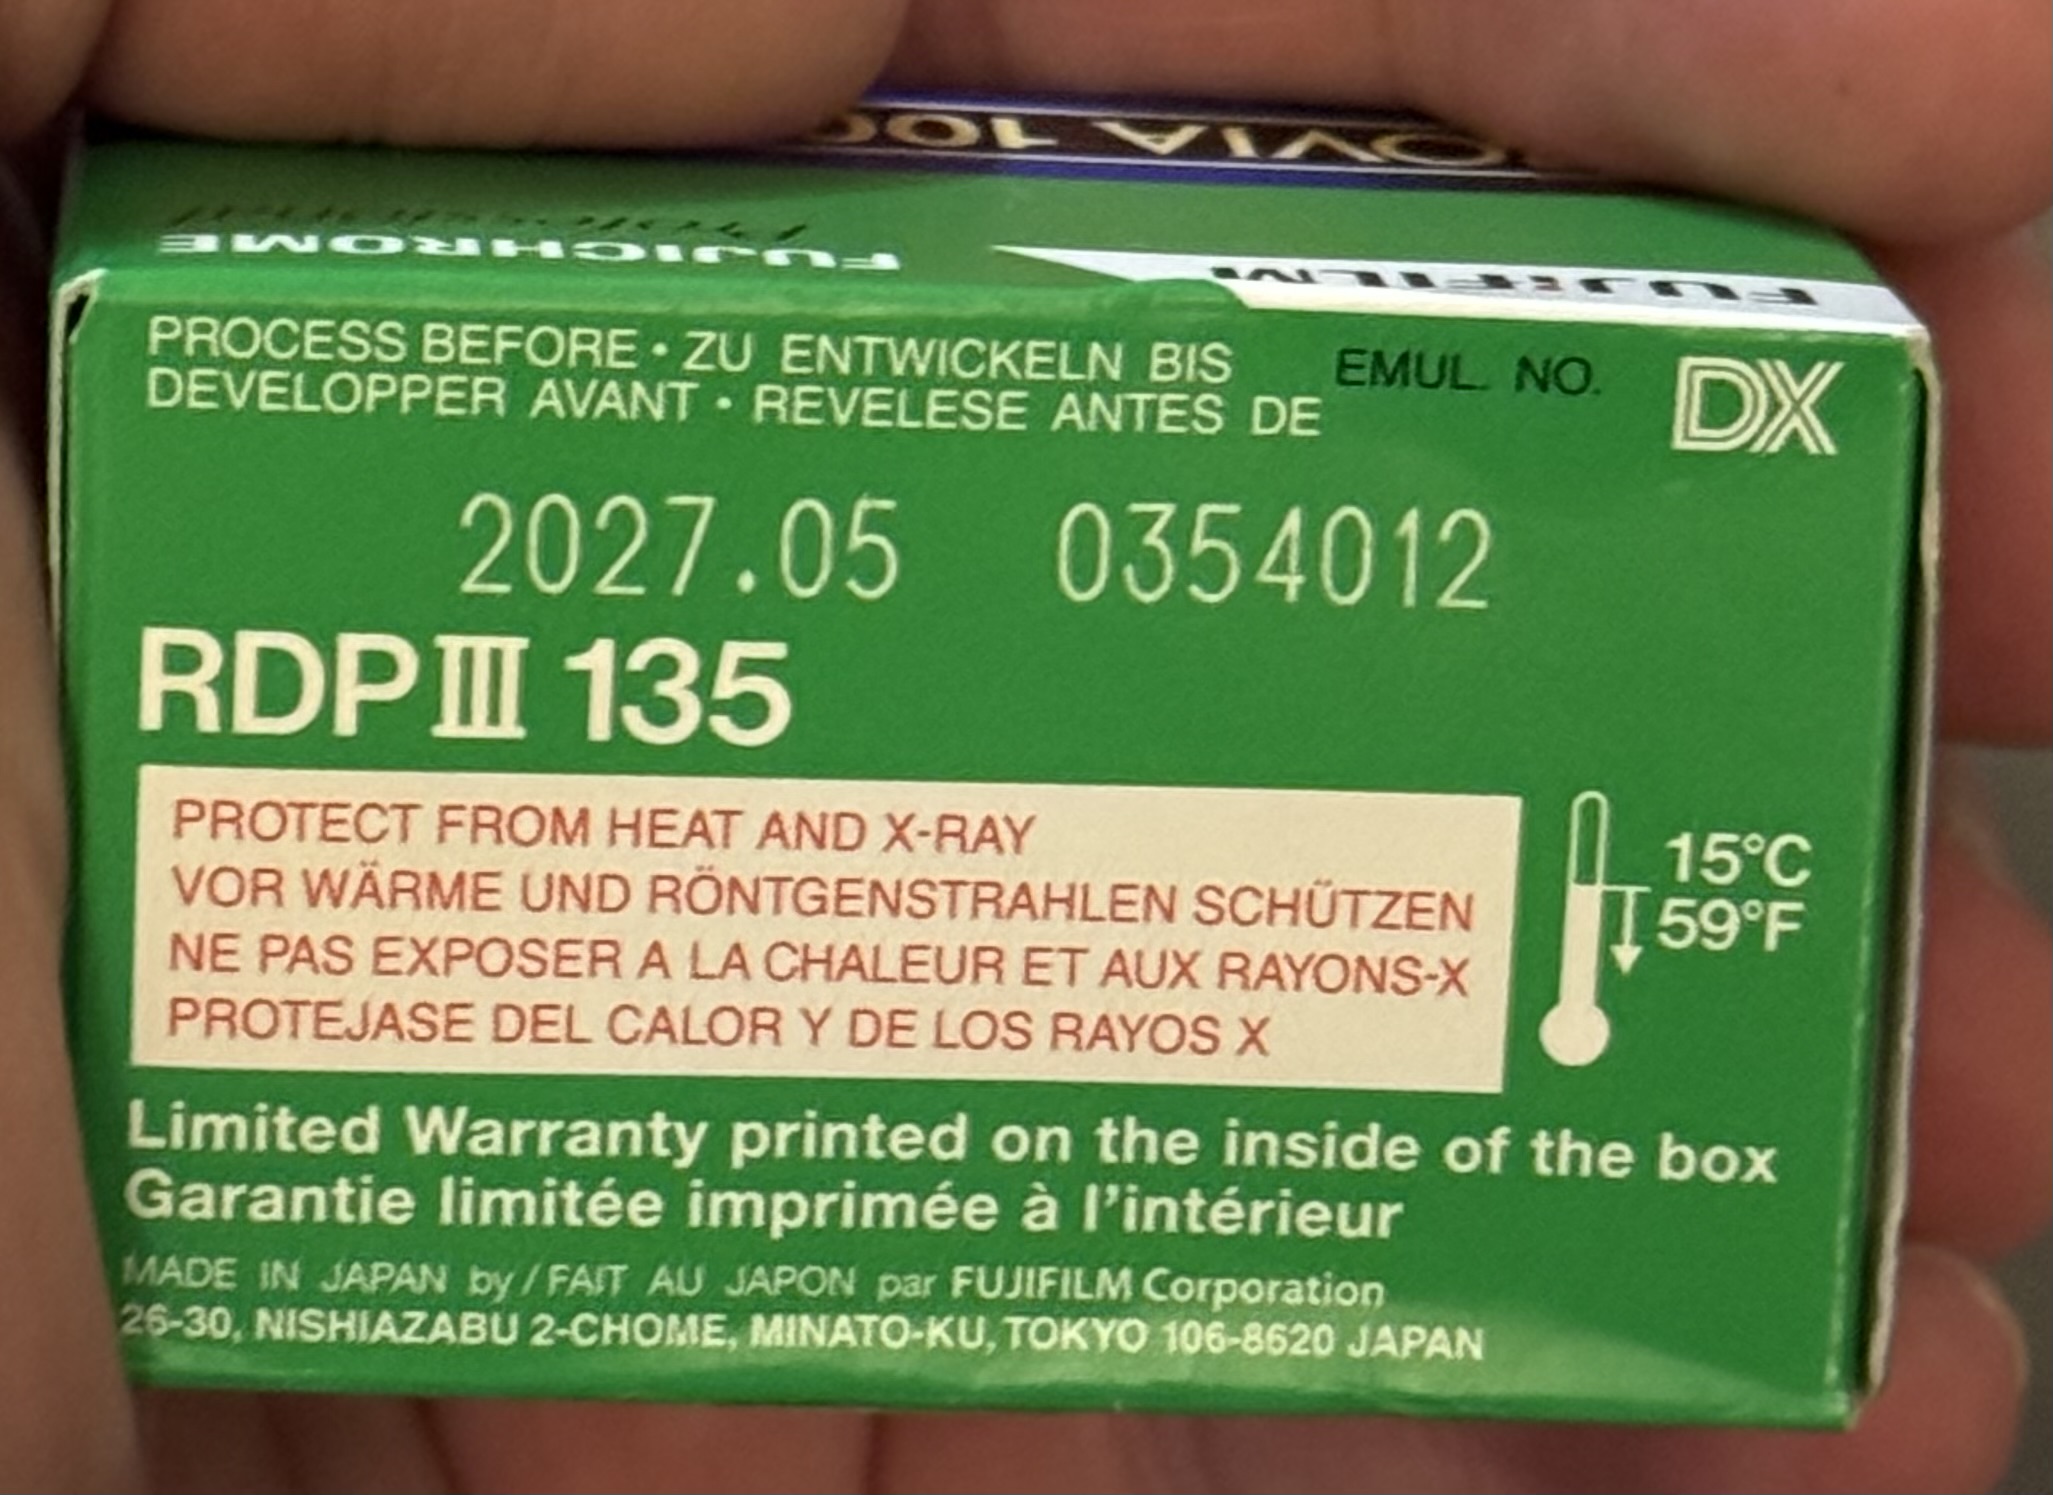 OVIA 100
Professional
FUJICHROME
FUJIFILM
PROCESS BEFORE • ZU ENTWICKELN BIS
DEVELOPPER AVANT • REVELESE ANTES DE
EMUL. NO.
DX
2027.05 0354012
RDP III 135
PROTECT FROM HEAT AND X-RAY
VOR WÄRME UND RÖNTGENSTRAHLEN SCHÜTZEN
NE PAS EXPOSER A LA CHALEUR ET AUX RAYONS-X
PROTEJASE DEL CALOR Y DE LOS RAYOS X
15°C
59°F
Limited Warranty printed on the inside of the box
Garantie limitée imprimée à l'intérieur
MADE IN JAPAN by / FAIT AU JAPON par FUJIFILM Corporation
26-30, NISHIAZABU 2-CHOME, MINATO-KU, TOKYO 106-8620 JAPAN